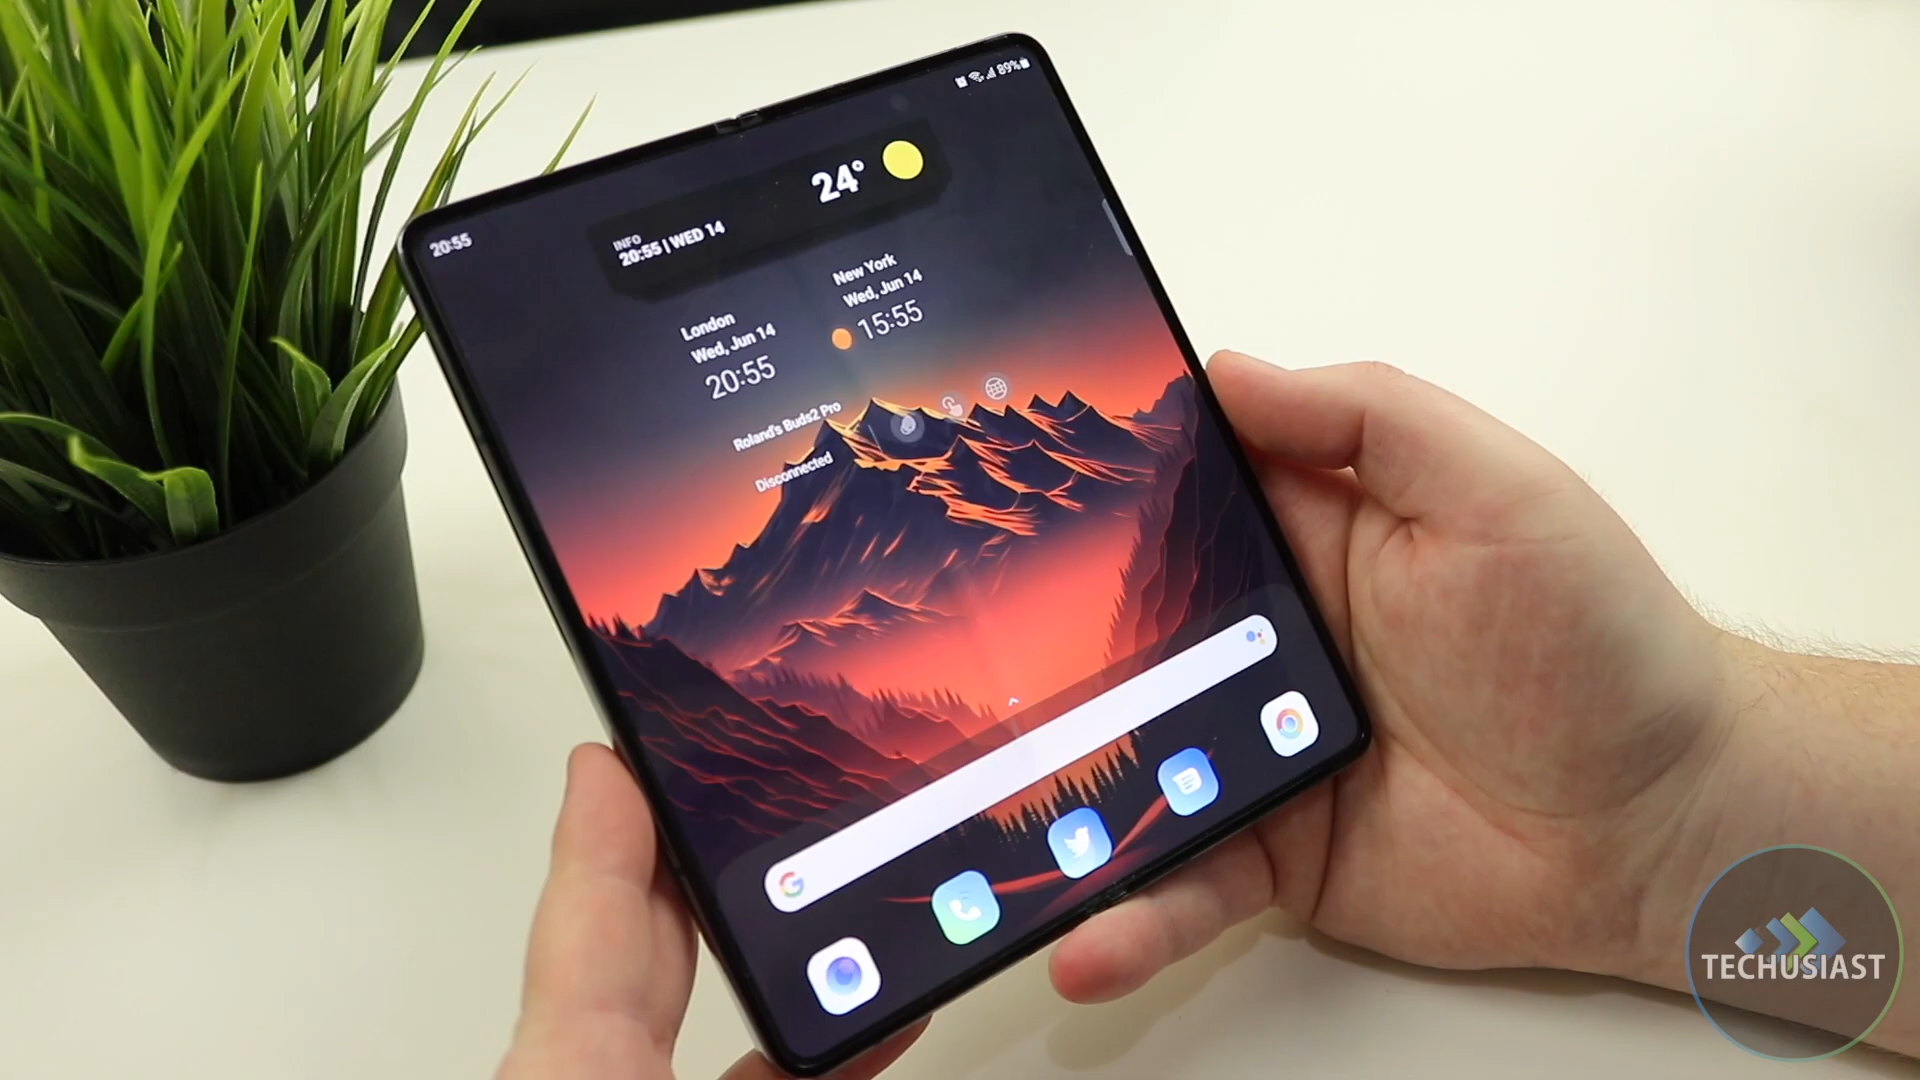 89%
20:55
24°
INFO
20:55 | WED 14
New York
Wed, Jun 14
15:55
London
Wed, Jun 14
20:55
Roland's Buds2 Pro
Disconnected
G
TECHUSIAST